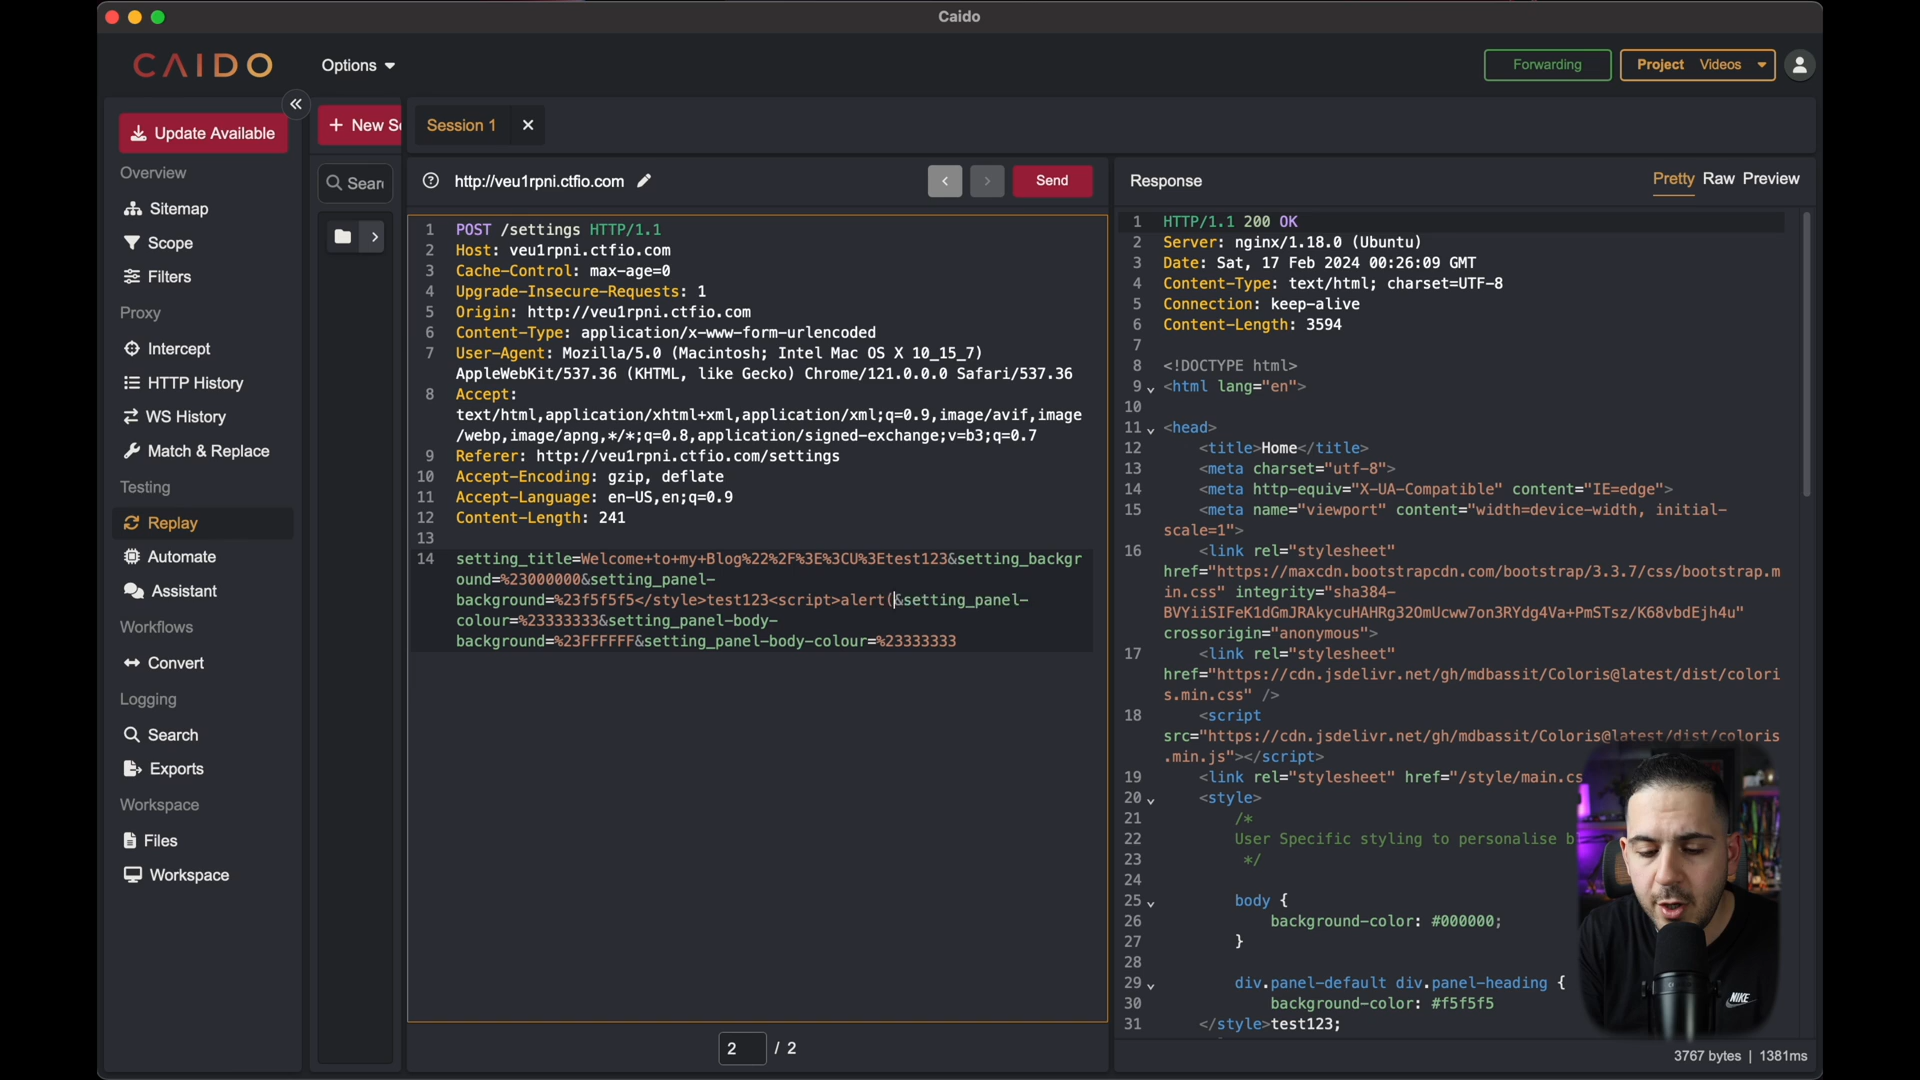 Caido
CAIDO
Options
Forwarding
Project Videos
Update Available
Overview
Sitemap
Scope
Filters
Proxy
Intercept
HTTP History
WS History
Match & Replace
Testing
Replay
Automate
Assistant
Workflows
Convert
Logging
Search
Exports
Workspace
Files
Workspace
+ New Se
Sear
Session 1
http://veu1rpni.ctfio.com
Send
1 POST /settings HTTP/1.1
2 Host: veu1rpni.ctfio.com
3 Cache-Control: max-age=0
4 Upgrade-Insecure-Requests: 1
5 Origin: http://veu1rpni.ctfio.com
6 Content-Type: application/x-www-form-urlencoded
7 User-Agent: Mozilla/5.0 (Macintosh; Intel Mac OS X 10_15_7)
AppleWebKit/537.36 (KHTML, like Gecko) Chrome/121.0.0.0 Safari/537.36
8 Accept:
text/html,application/xhtml+xml,application/xml;q=0.9,image/avif,image
/webp,image/apng,*/*;q=0.8,application/signed-exchange;v=b3;q=0.7
9 Referer: http://veu1rpni.ctfio.com/settings
10 Accept-Encoding: gzip, deflate
11 Accept-Language: en-US,en;q=0.9
12 Content-Length: 241
13
14 setting_title=Welcome+to+my+Blog%22%2F%3E%3CU%3Etest123&setting_backgr
ound=%23000000&setting_panel-
background=%23f5f5f5</style>test123<script>alert(&setting_panel-
colour=%23333333&setting_panel-body-
background=%23FFFFFF&setting_panel-body-colour=%23333333
2 / 2
Response
Pretty Raw Preview
1 HTTP/1.1 200 OK
2 Server: nginx/1.18.0 (Ubuntu)
3 Date: Sat, 17 Feb 2024 00:26:09 GMT
4 Content-Type: text/html; charset=UTF-8
5 Connection: keep-alive
6 Content-Length: 3594
7
8 <!DOCTYPE html>
9 <html lang="en">
10
11 <head>
12 <title>Home</title>
13 <meta charset="utf-8">
14 <meta http-equiv="X-UA-Compatible" content="IE=edge">
15 <meta name="viewport" content="width=device-width, initial-
scale=1">
16 <link rel="stylesheet"
href="https://maxcdn.bootstrapcdn.com/bootstrap/3.3.7/css/bootstrap.m
in.css" integrity="sha384-
BVYiiSIFeK1dGmJRAkycuHAHRg32OmUcww7on3RYdg4Va+PmSTsz/K68vbdEjh4u"
crossorigin="anonymous">
17 <link rel="stylesheet"
href="https://cdn.jsdelivr.net/gh/mdbassit/Coloris@latest/dist/colori
s.min.css" />
18 <script
src="https://cdn.jsdelivr.net/gh/mdbassit/Coloris@latest/dist/coloris
.min.js"></script>
19 <link rel="stylesheet" href="/style/main.cs
20 <style>
21 /*
22 User Specific styling to personalise b
23 */
24
25 body {
26 background-color: #000000;
27 }
28
29 div.panel-default div.panel-heading {
30 background-color: #f5f5f5
31 </style>test123;
NIKE
3767 bytes | 1381ms